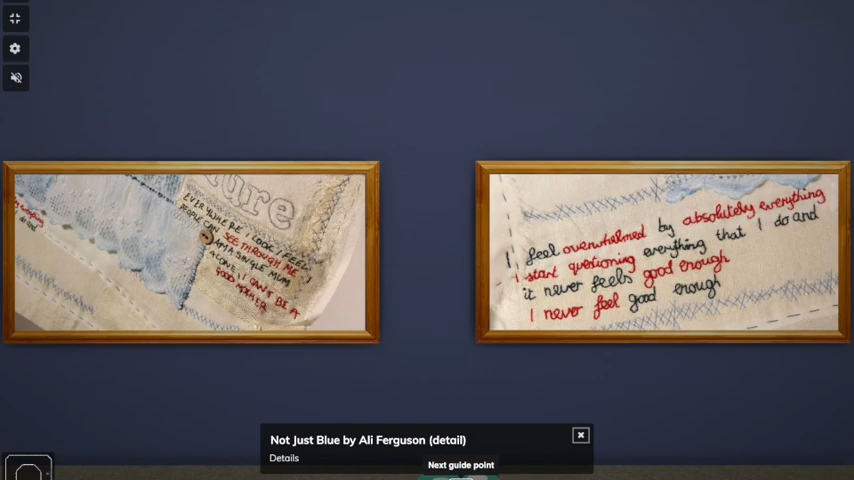 ture
EVERYWHERE I LOOK I FEEL
PEOPLE CAN SEE THROUGH ME
I AM A SINGLE MUM
ALONE, I CAN'T BE A
GOOD MOTHER
I feel overwhelmed by absolutely everything
I start questioning everything that I do and
it never feels good enough
I never feel good enough
Not Just Blue by Ali Ferguson (detail)
Details
Next guide point